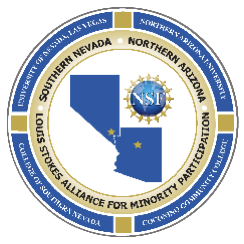 UNIVERSITY OF NEVADA, LAS VEGAS
NORTHERN ARIZONA UNIVERSITY
SOUTHERN NEVADA • NORTHERN ARIZONA
NSF
LOUIS STOKES ALLIANCE FOR MINORITY PARTICIPATION
COLLEGE OF SOUTHERN NEVADA
COCONINO COMMUNITY COLLEGE